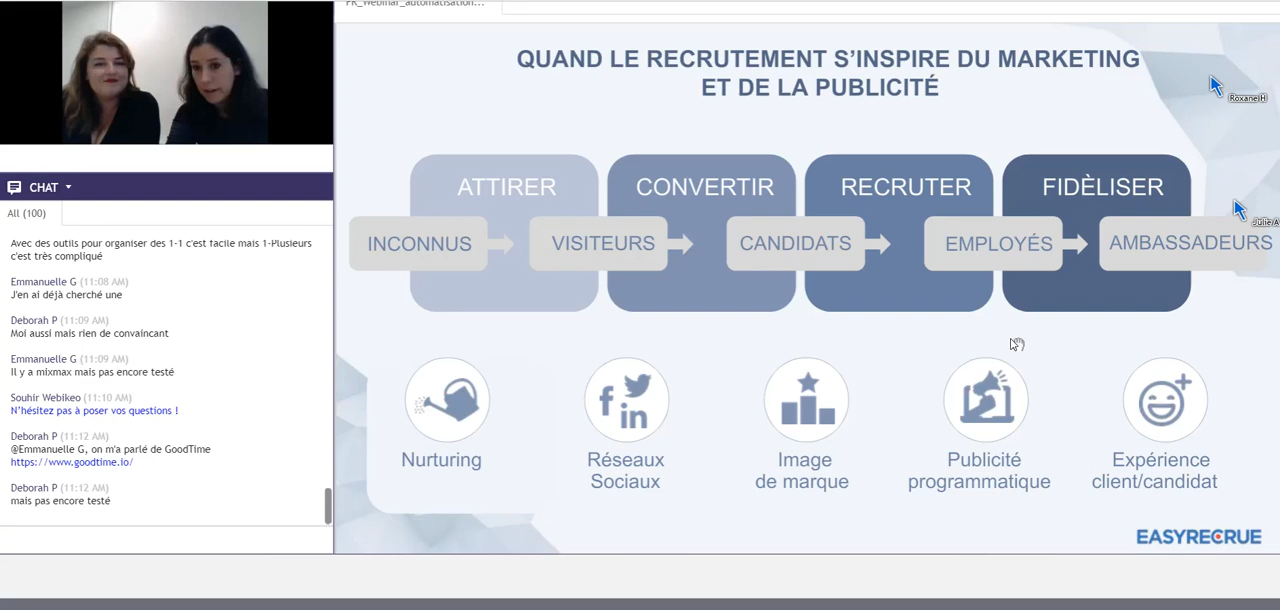 FR_Webinar_automatisation...
CHAT
All (100)
Avec des outils pour organiser des 1-1 c'est facile mais 1-Plusieurs
c'est très compliqué
Emmanuelle G (11:08 AM)
J'en ai déjà cherché une
Deborah P (11:09 AM)
Moi aussi mais rien de convaincant
Emmanuelle G (11:09 AM)
Il y a mixmax mais pas encore testé
Souhir Webikeo (11:10 AM)
N'hésitez pas à poser vos questions !
Deborah P (11:12 AM)
@Emmanuelle G, on m'a parlé de GoodTime
https://www.goodtime.io/
Deborah P (11:12 AM)
mais pas encore testé
QUAND LE RECRUTEMENT S'INSPIRE DU MARKETING
ET DE LA PUBLICITÉ
Roxane H
ATTIRER CONVERTIR RECRUTER FIDÈLISER
Julie A
INCONNUS VISITEURS CANDIDATS EMPLOYÉS AMBASSADEURS
Nurturing
Réseaux
Sociaux
Image
de marque
Publicité
programmatique
Expérience
client/candidat
EASYRECRUE